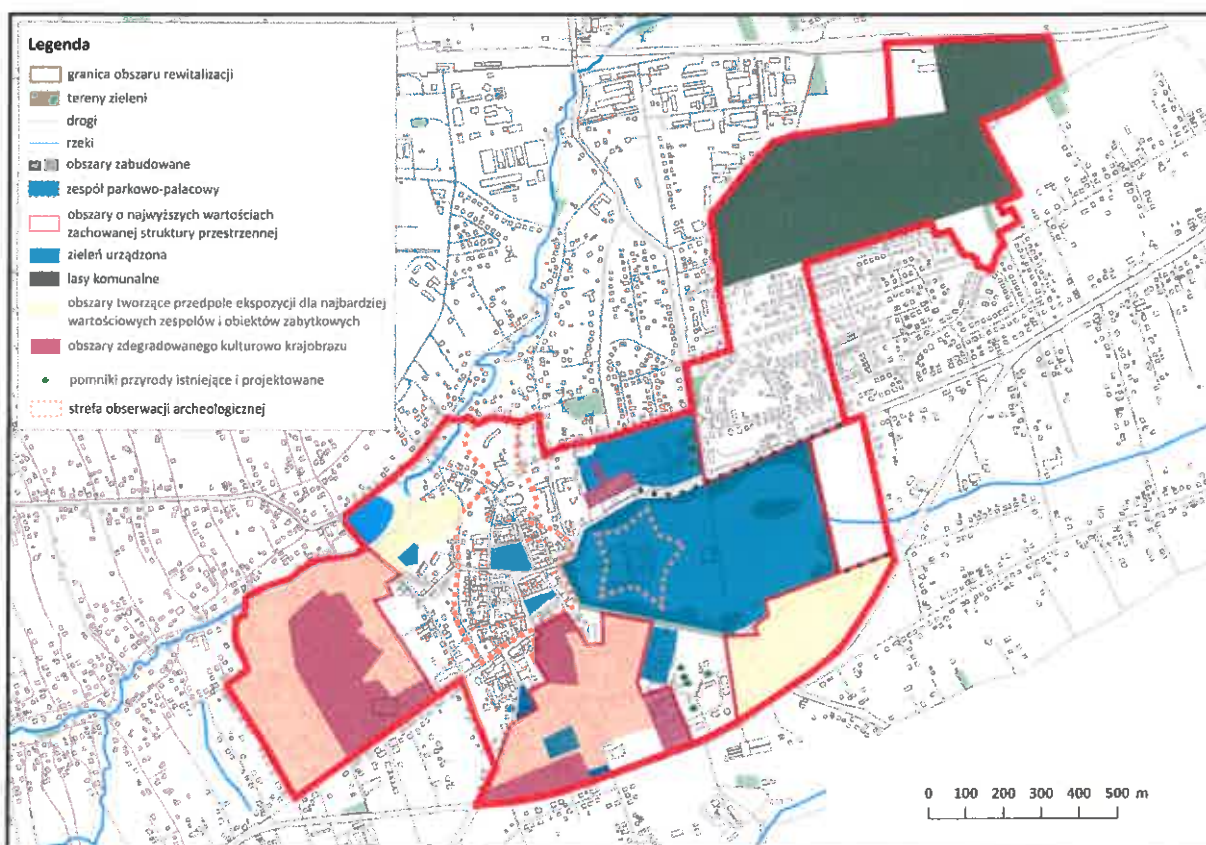 Legenda
granica obszaru rewitalizacji
tereny zieleni
drogi
rzeki
obszary zabudowane
zespół parkowo-pałacowy
obszary o najwyższych wartościach
zachowanej struktury przestrzennej
zieleń urządzona
lasy komunalne
obszary tworzące przedpole ekspozycji dla najbardziej
wartościowych zespołów i obiektów zabytkowych
obszary zdegradowanego kulturowo krajobrazu
pomniki przyrody istniejące i projektowane
strefa obserwacji archeologicznej
0 100 200 300 400 500 m